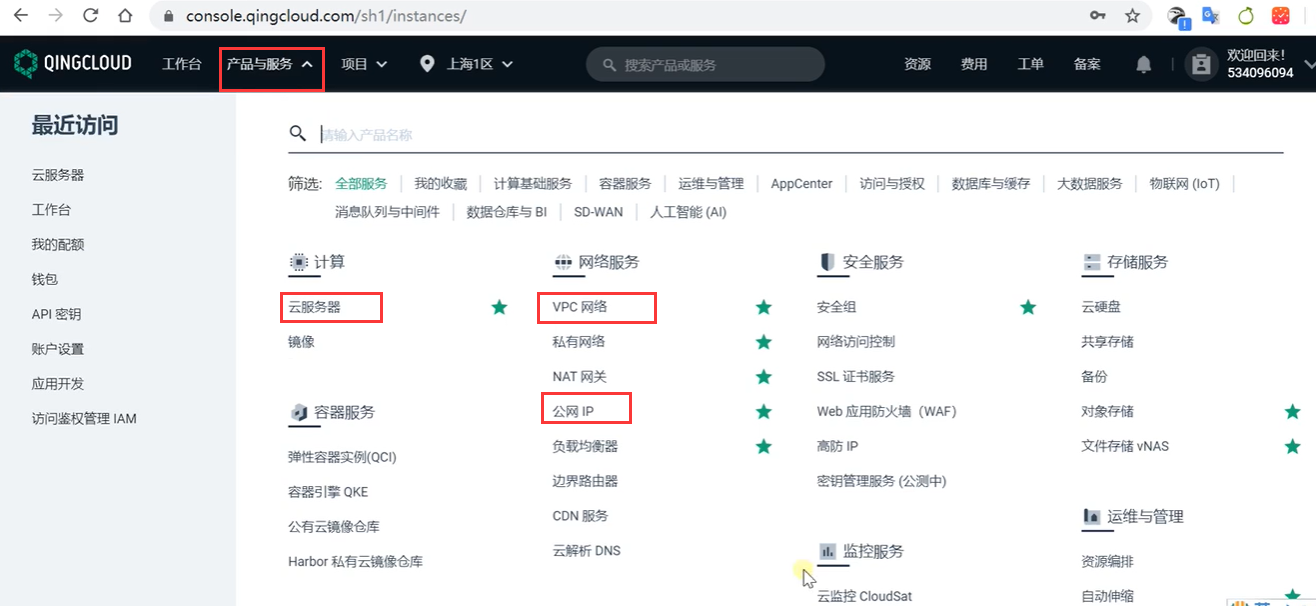 console.qingcloud.com/sh1/instances/
QINGCLOUD 工作台 产品与服务 项目 上海1区 搜索产品或服务 资源 费用 工单 备案 欢迎回来!
534096094
最近访问
云服务器
工作台
我的配额
钱包
API 密钥
账户设置
应用开发
访问鉴权管理 IAM
请输入产品名称
筛选: 全部服务 我的收藏 计算基础服务 容器服务 运维与管理 AppCenter 访问与授权 数据库与缓存 大数据服务 物联网 (IoT)
消息队列与中间件 数据仓库与 BI SD-WAN 人工智能 (AI)
计算
云服务器
镜像
容器服务
弹性容器实例(QCI)
容器引擎 QKE
公有云镜像仓库
Harbor 私有云镜像仓库
网络服务
VPC 网络
私有网络
NAT 网关
公网 IP
负载均衡器
边界路由器
CDN 服务
云解析 DNS
安全服务
安全组
网络访问控制
SSL 证书服务
Web 应用防火墙（WAF）
高防 IP
密钥管理服务 (公测中)
监控服务
云监控 CloudSat
存储服务
云硬盘
共享存储
备份
对象存储
文件存储 vNAS
运维与管理
资源编排
自动伸缩